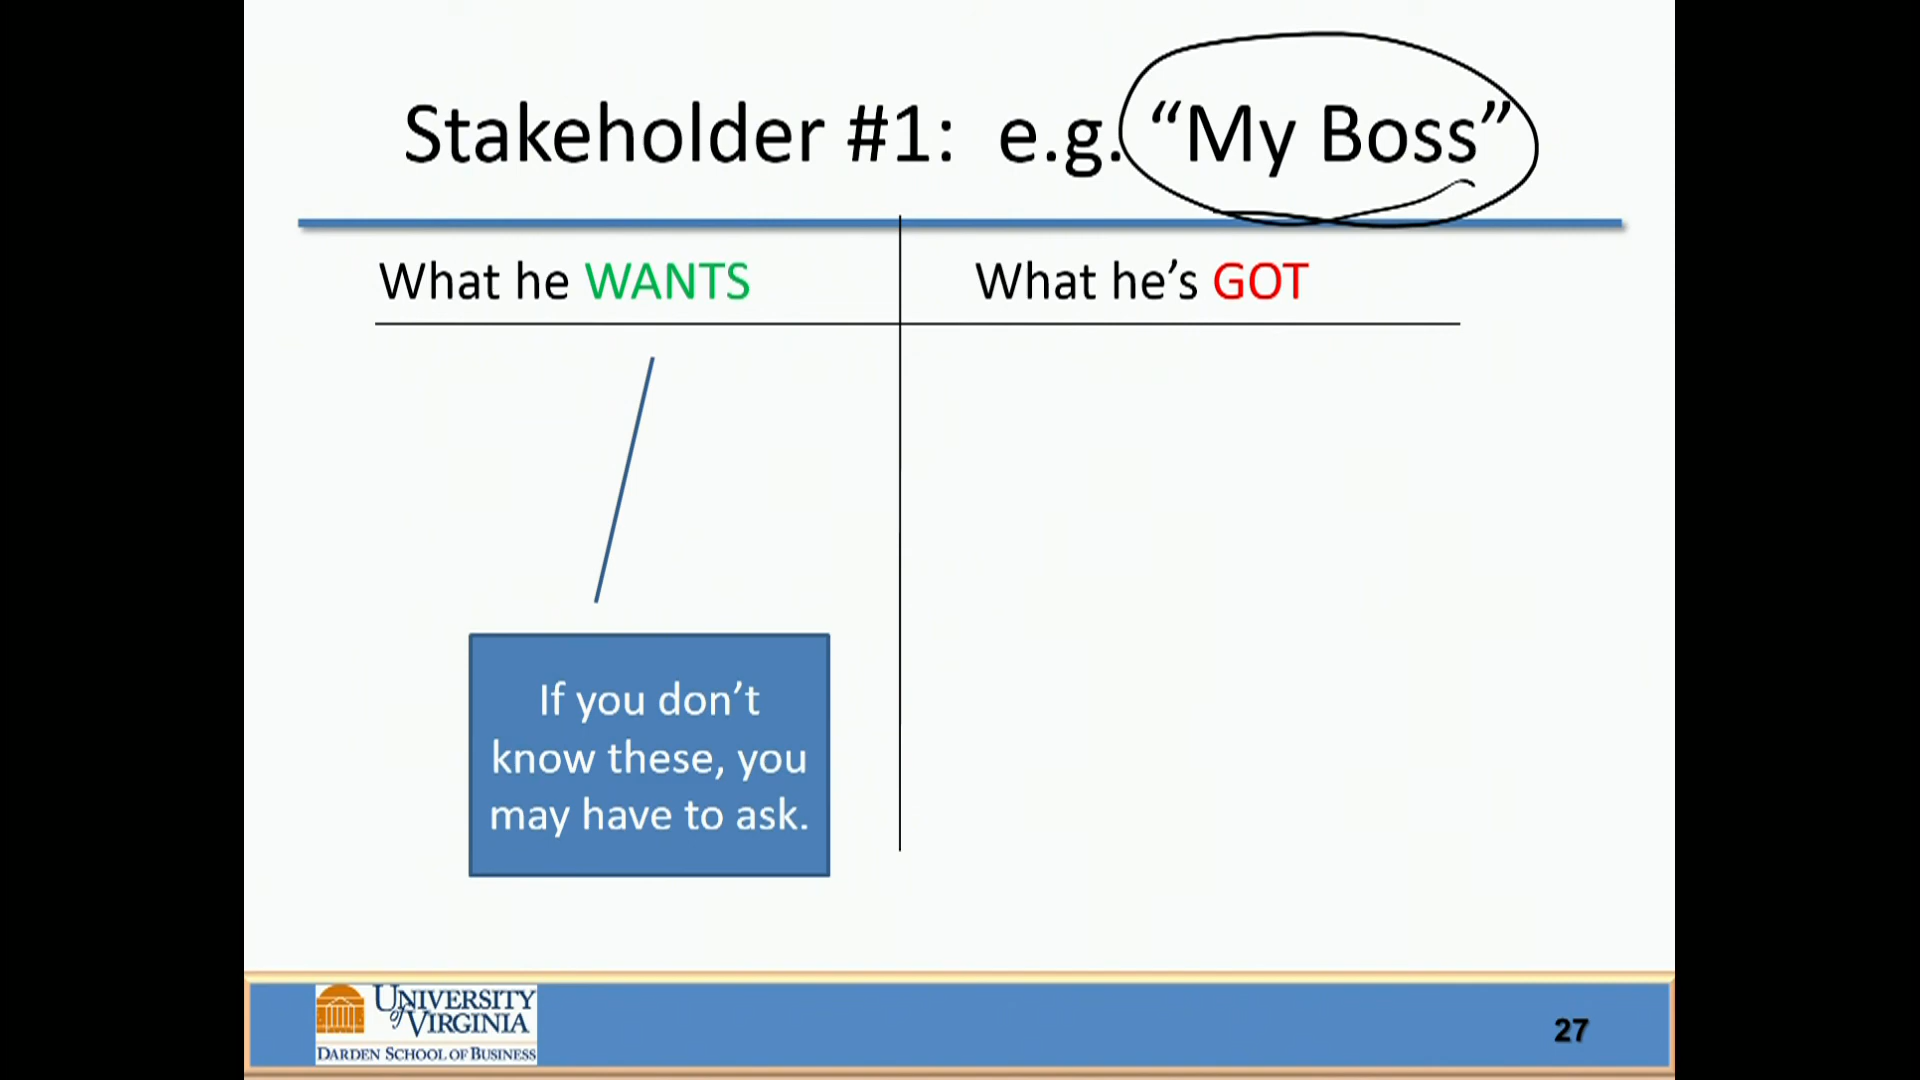 Stakeholder #1: e.g. “My Boss”
What he WANTS
What he’s GOT
If you don’t
know these, you
may have to ask.
UNIVERSITY
of VIRGINIA
DARDEN SCHOOL OF BUSINESS
27